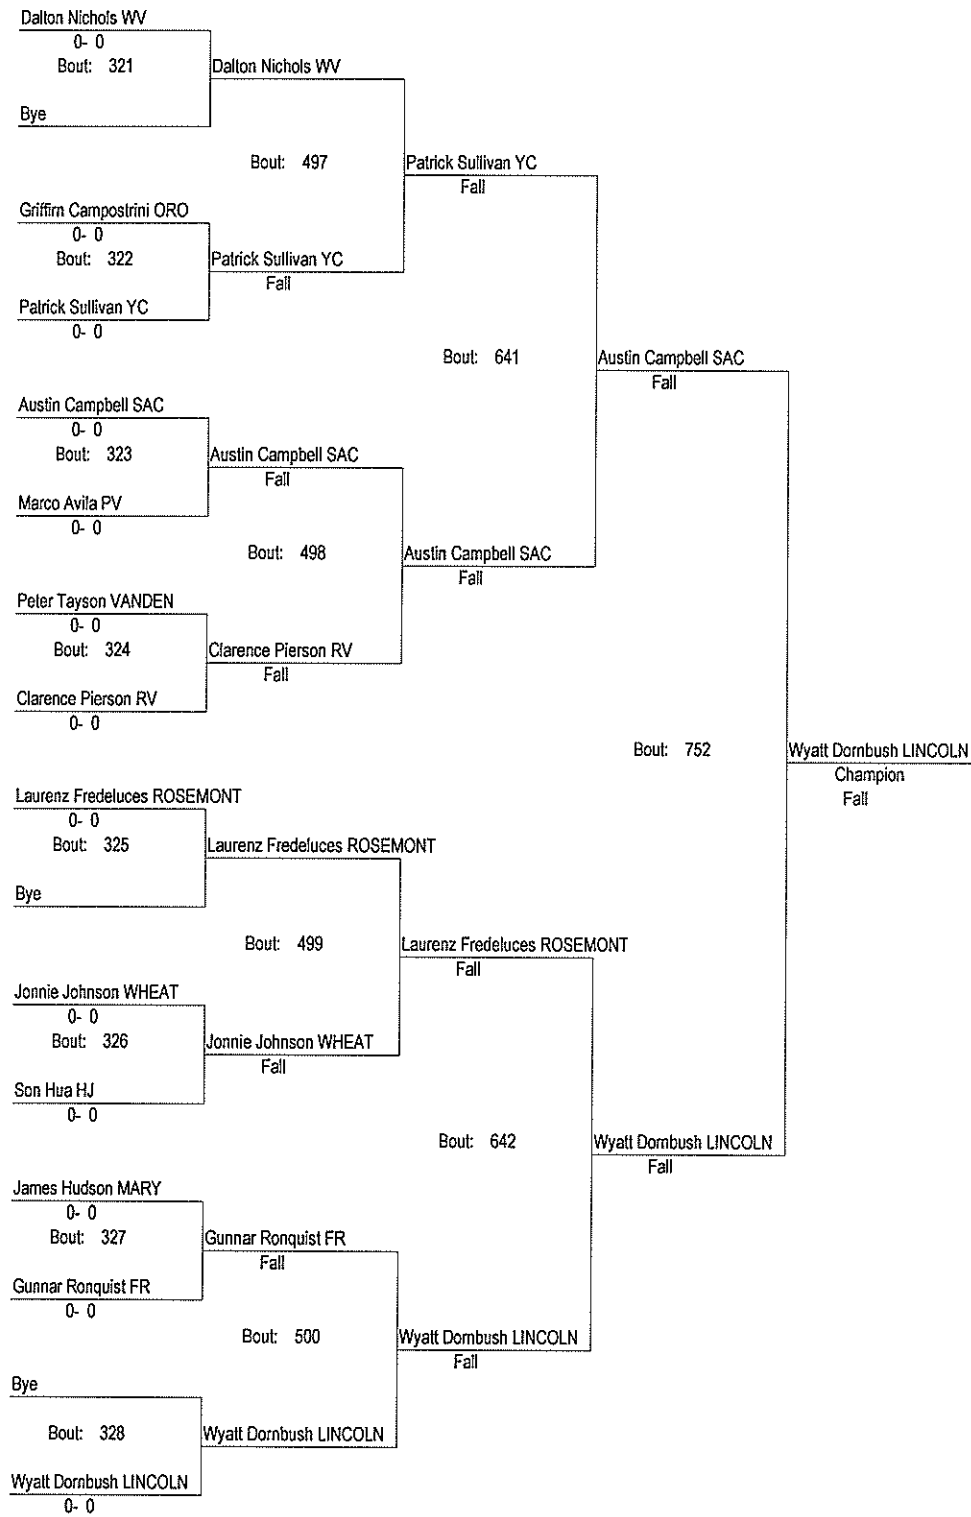 Dalton Nichols WV
0- 0
Bout: 321
Dalton Nichols WV
Bye
Bout: 497
Patrick Sullivan YC
Fall
Griffirn Campostrini ORO
0- 0
Bout: 322
Patrick Sullivan YC
Fall
Patrick Sullivan YC
0- 0
Bout: 641
Austin Campbell SAC
Fall
Austin Campbell SAC
0- 0
Bout: 323
Austin Campbell SAC
Fall
Marco Avila PV
0- 0
Bout: 498
Austin Campbell SAC
Fall
Peter Tayson VANDEN
0- 0
Bout: 324
Clarence Pierson RV
Fall
Clarence Pierson RV
0- 0
Bout: 752
Wyatt Dornbush LINCOLN
Champion
Fall
Laurenz Fredeluces ROSEMONT
0- 0
Bout: 325
Laurenz Fredeluces ROSEMONT
Bye
Bout: 499
Laurenz Fredeluces ROSEMONT
Fall
Jonnie Johnson WHEAT
0- 0
Bout: 326
Jonnie Johnson WHEAT
Fall
Son Hua HJ
0- 0
Bout: 642
Wyatt Dornbush LINCOLN
Fall
James Hudson MARY
0- 0
Bout: 327
Gunnar Ronquist FR
Fall
Gunnar Ronquist FR
0- 0
Bout: 500
Wyatt Dornbush LINCOLN
Fall
Bye
Bout: 328
Wyatt Dornbush LINCOLN
Wyatt Dornbush LINCOLN
0- 0